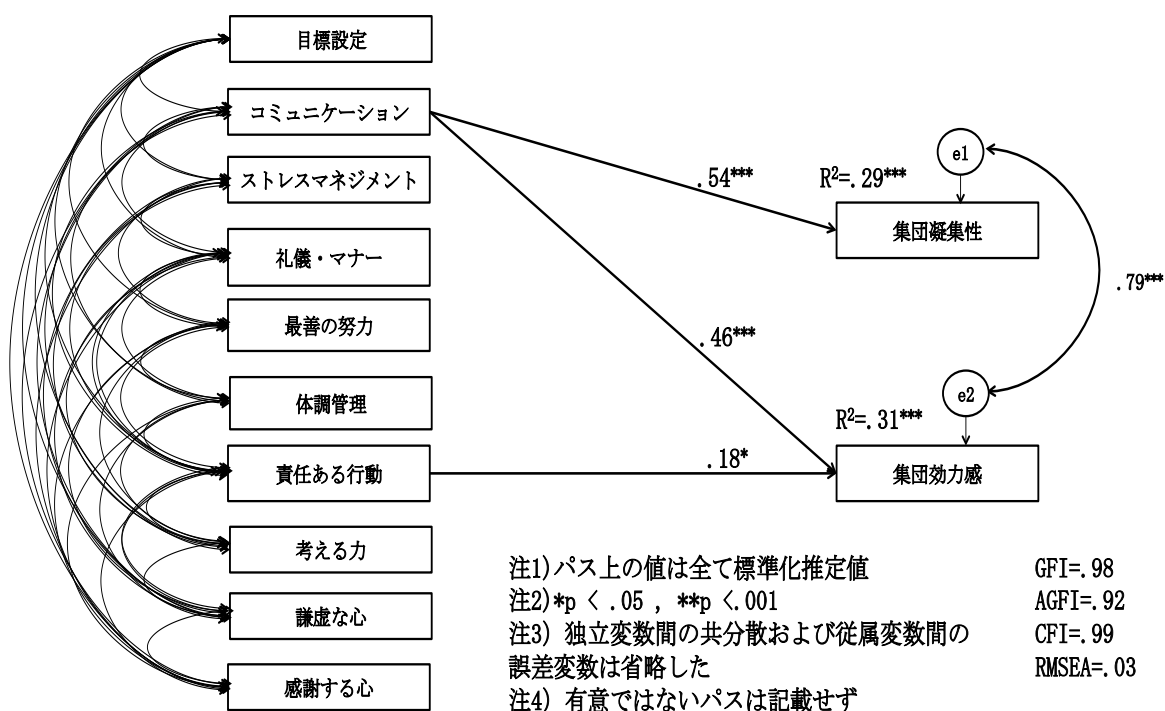 目標設定
コミュニケーション
ストレスマネジメント
礼儀・マナー
最善の努力
体調管理
責任ある行動
考える力
謙虚な心
感謝する心
.54***
.46***
.18*
R²=.29***
e1
集団凝集性
.79***
R²=.31***
e2
集団効力感
注1)パス上の値は全て標準化推定値
注2)*p < .05 , **p <.001
注3) 独立変数間の共分散および従属変数間の
誤差変数は省略した
注4) 有意ではないパスは記載せず
GFI=.98
AGFI=.92
CFI=.99
RMSEA=.03